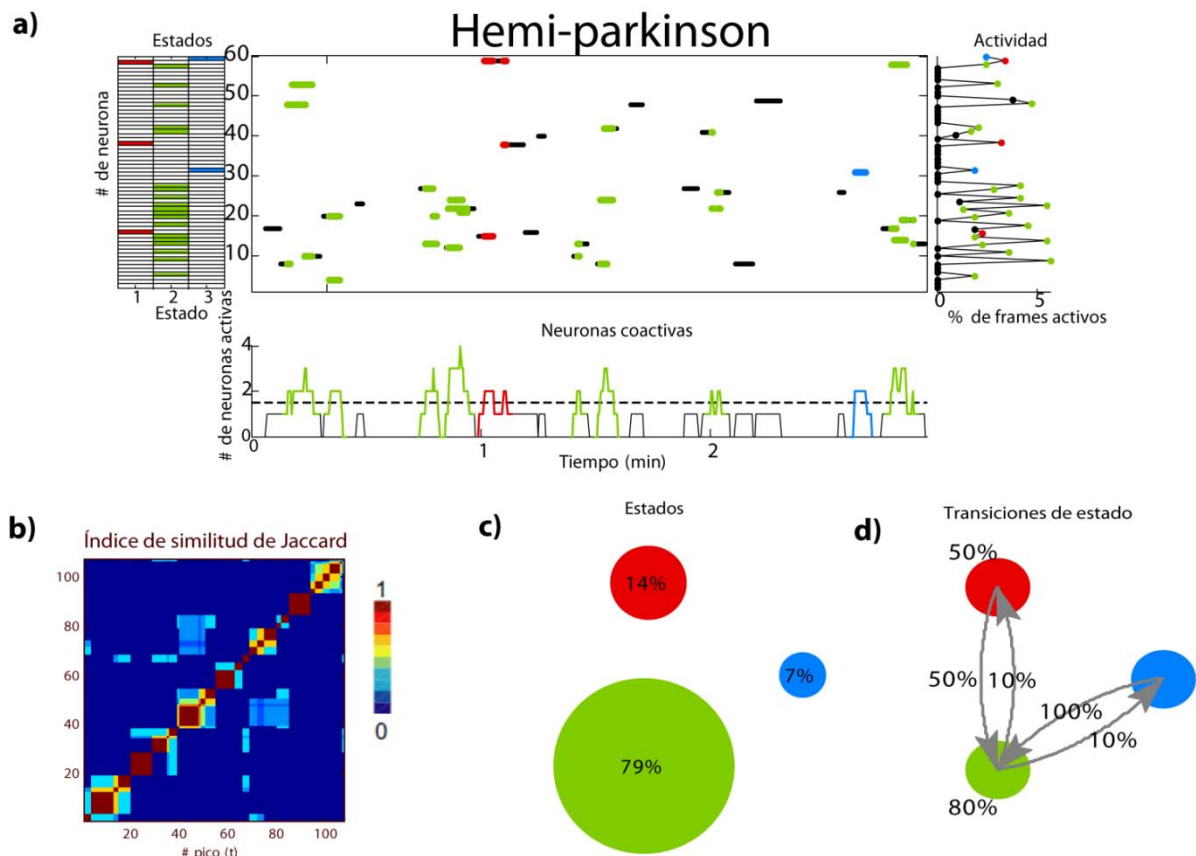 a)
Hemi-parkinson
Estados
Actividad
# de neurona
60
50
40
30
20
10
1 2 3
Estado
0 5
% de frames activos
Neuronas coactivas
# de neuronas activas
4
2
0
0 1 2
Tiempo (min)
b)
Índice de similitud de Jaccard
100
80
60
40
20
20 40 60 80 100
# pico (t)
1
0
c)
Estados
14%
7%
79%
d)
Transiciones de estado
50%
50%
10%
100%
10%
80%